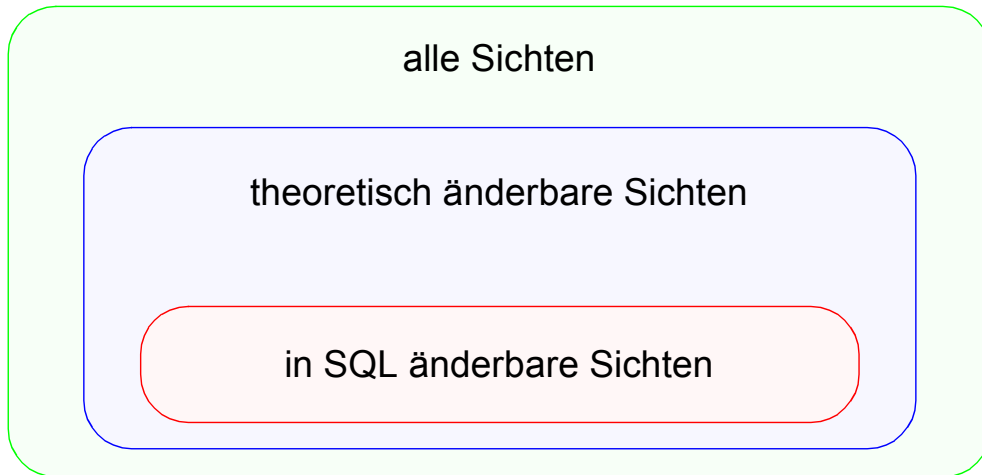 alle Sichten
theoretisch änderbare Sichten
in SQL änderbare Sichten